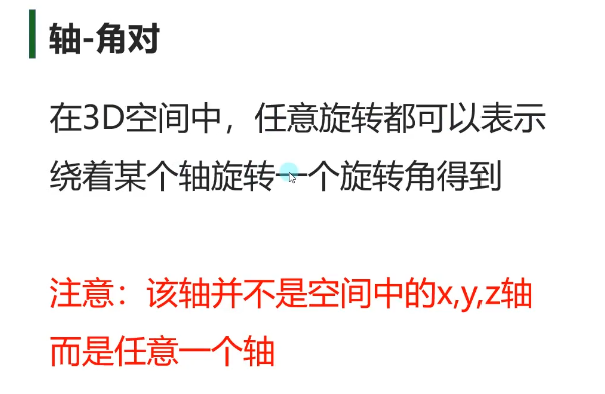 轴-角对
在3D空间中，任意旋转都可以表示
绕着某个轴旋转一个旋转角得到
注意：该轴并不是空间中的x,y,z轴
而是任意一个轴